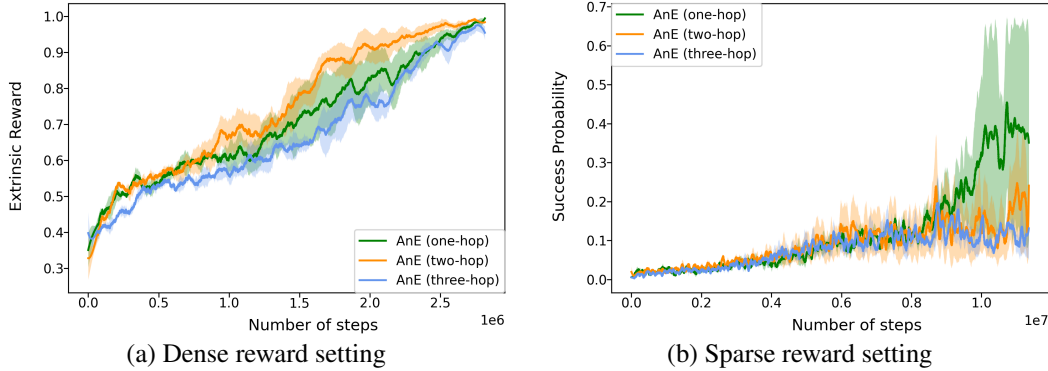 1.0
0.9
0.8
0.7
0.6
0.5
0.4
0.3
Extrinsic Reward
AnE (one-hop)
AnE (two-hop)
AnE (three-hop)
0.0 0.5 1.0 1.5 2.0 2.5
1e6
Number of steps
(a) Dense reward setting
0.7
0.6
0.5
0.4
0.3
0.2
0.1
0.0
Success Probability
AnE (one-hop)
AnE (two-hop)
AnE (three-hop)
0.0 0.2 0.4 0.6 0.8 1.0
1e7
Number of steps
(b) Sparse reward setting